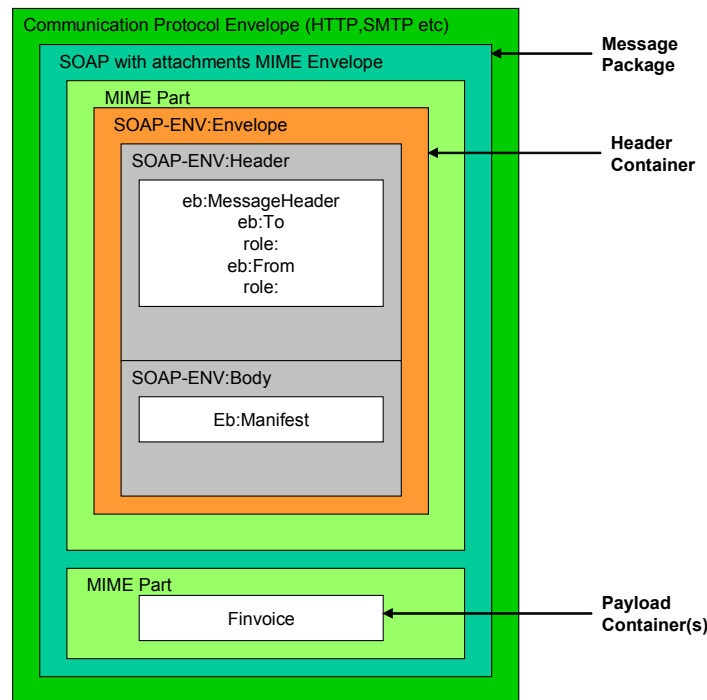 Communication Protocol Envelope (HTTP,SMTP etc)
SOAP with attachments MIME Envelope
Message
Package
MIME Part
SOAP-ENV:Envelope
Header
Container
SOAP-ENV:Header
eb:MessageHeader
eb:To
role:
eb:From
role:
SOAP-ENV:Body
Eb:Manifest
MIME Part
Finvoice
Payload
Container(s)